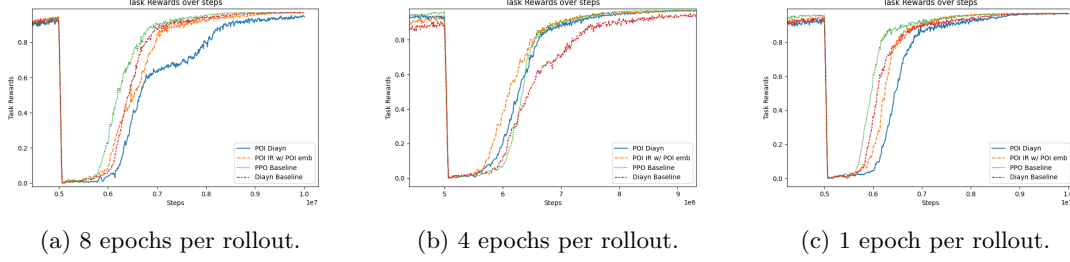 Task Rewards over steps
Task Rewards
0.8
0.6
0.4
0.2
0.0
POI Diayn
POI IR w/ POI emb
PPO Baseline
Diayn Baseline
0.5 0.6 0.7 0.8 0.9 1.0
1e7
Steps
(a) 8 epochs per rollout.
Task Rewards over steps
Task Rewards
0.8
0.6
0.4
0.2
0.0
POI Diayn
POI IR w/ POI emb
PPO Baseline
Diayn Baseline
5 6 7 8 9
1e6
Steps
(b) 4 epochs per rollout.
Task Rewards over steps
Task Rewards
0.8
0.6
0.4
0.2
0.0
POI Diayn
POI IR w/ POI emb
PPO Baseline
Diayn Baseline
0.5 0.6 0.7 0.8 0.9 1.0
Steps
(c) 1 epoch per rollout.